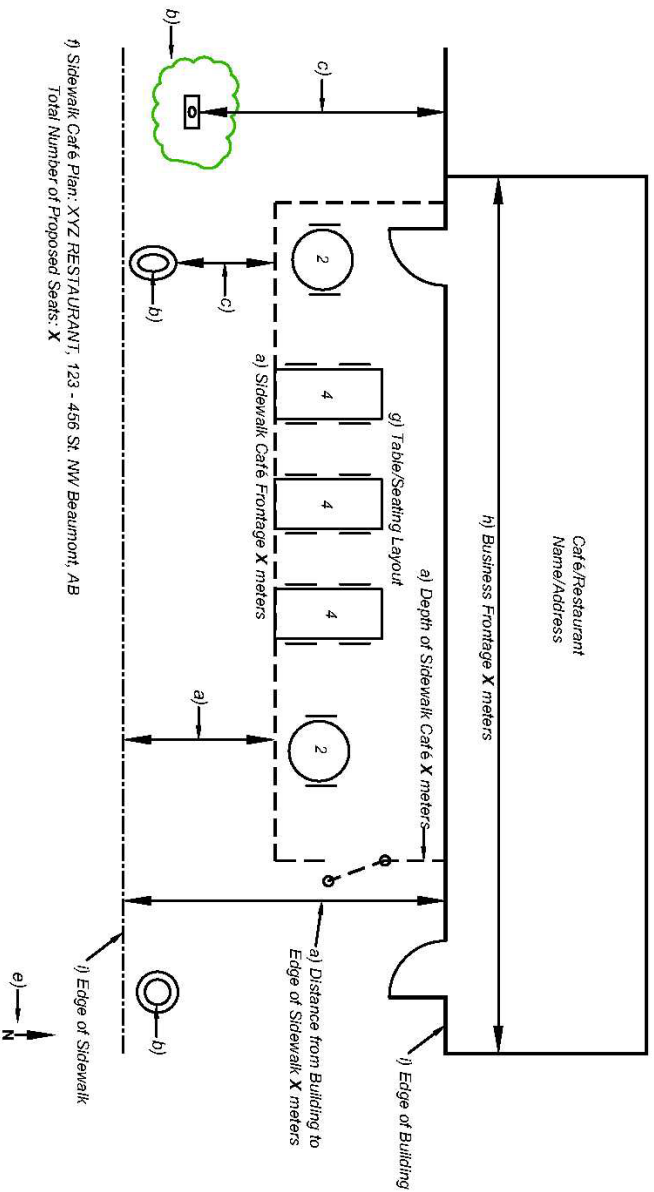 Café/Restaurant
Name/Address
h) Business Frontage X meters
i) Edge of Building
a) Depth of Sidewalk Café X meters
g) Table/Seating Layout
c)
2
4
4
4
2
a) Distance from Building to
Edge of Sidewalk X meters
a) Sidewalk Café Frontage X meters
b)
c)
a)
b)
b)
i) Edge of Sidewalk
f) Sidewalk Café Plan: XYZ RESTAURANT, 123 - 456 St. NW Beaumont, AB
Total Number of Proposed Seats: X
e)
N